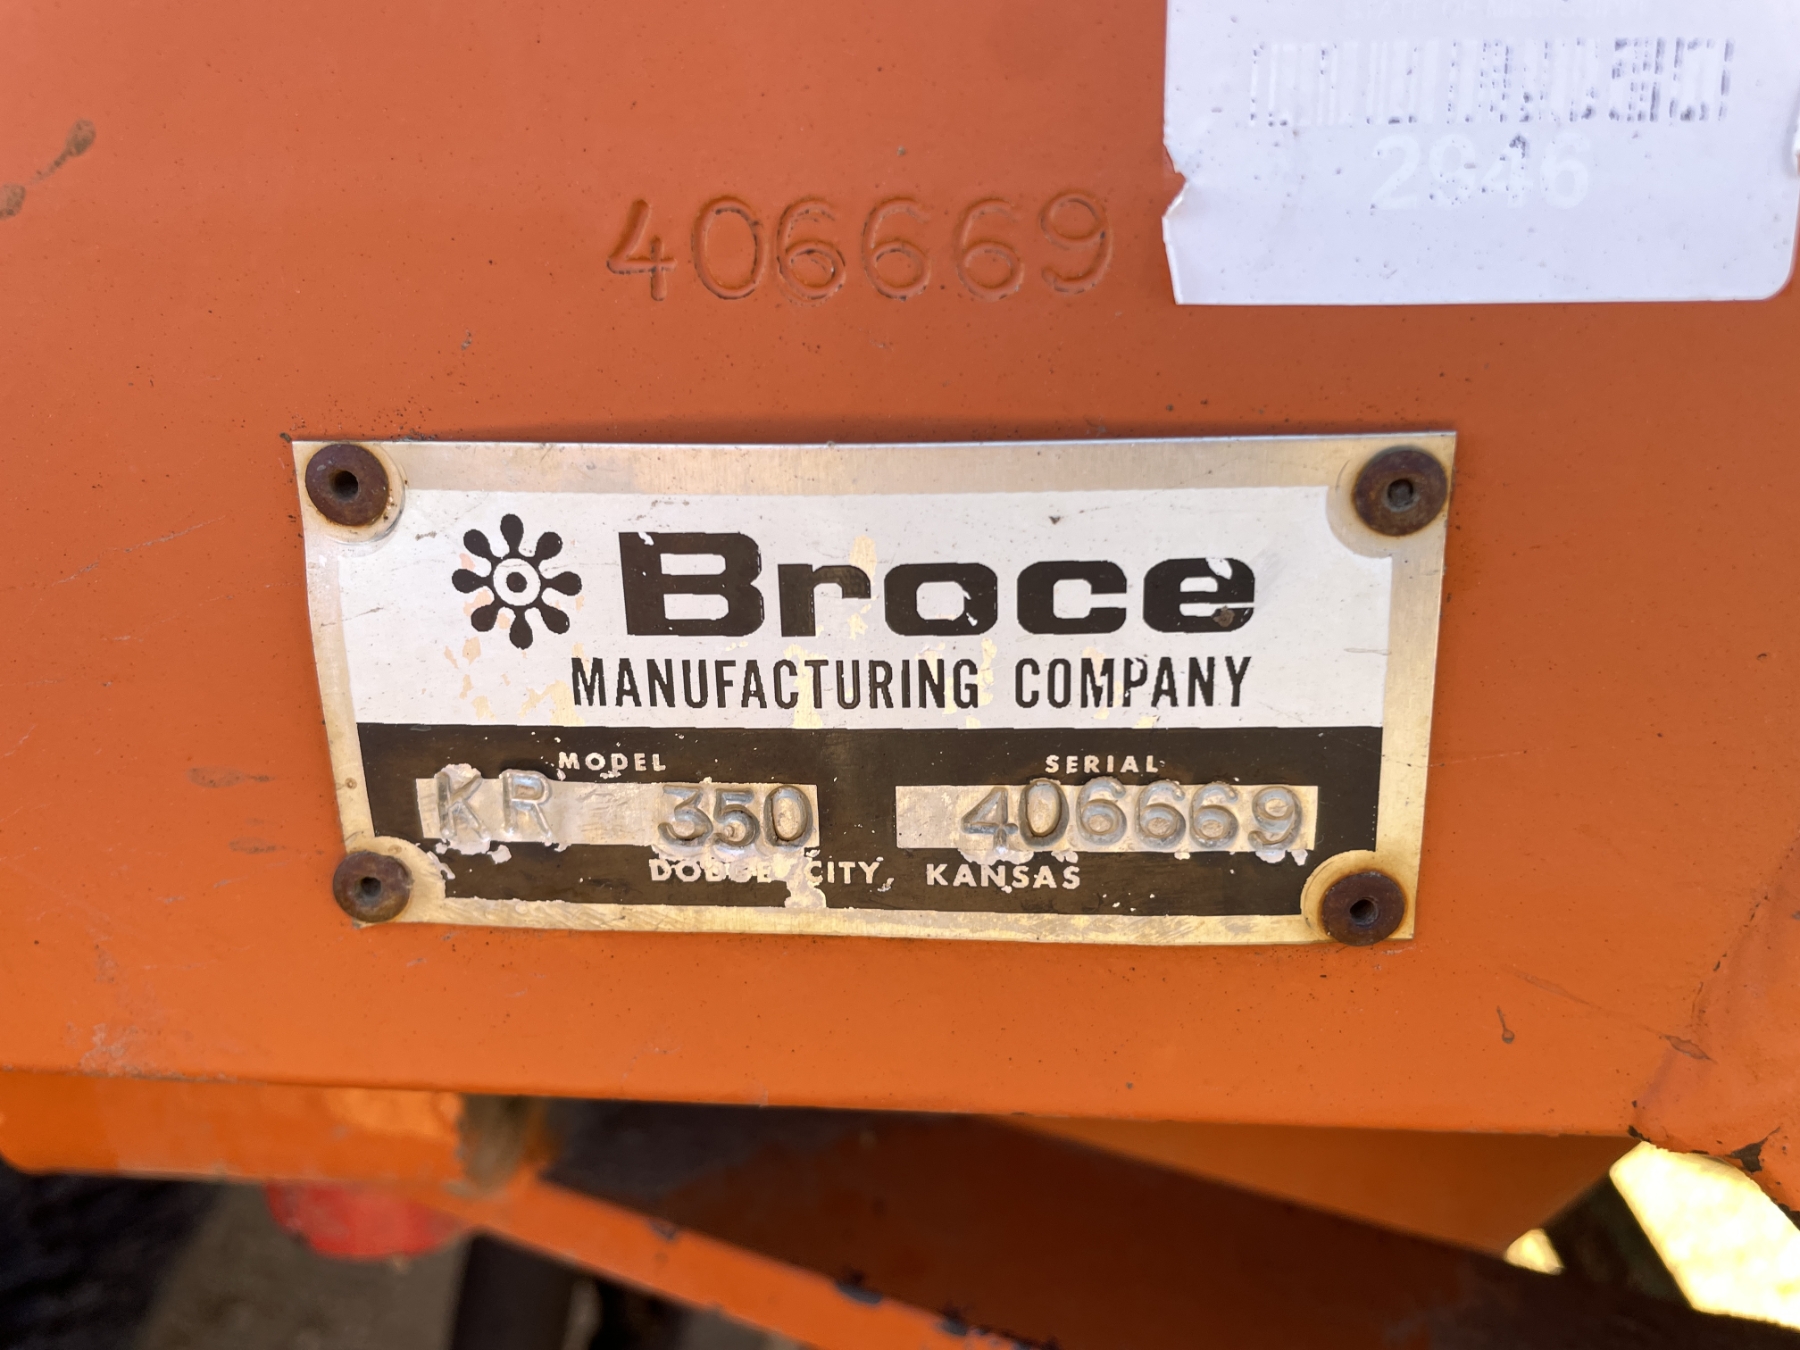 2946
406669
Broce
MANUFACTURING COMPANY
MODEL SERIAL
KR 350 406669
DODGE CITY, KANSAS